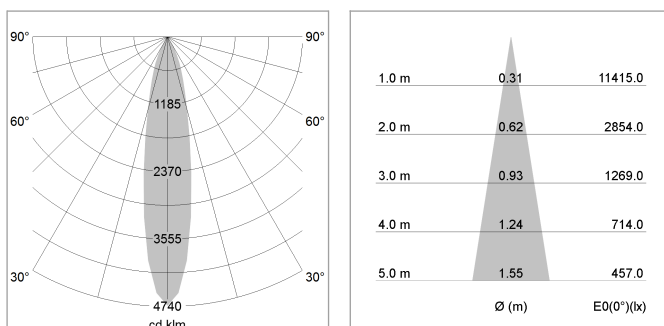 90° 90°
1185
60° 60°
2370
3555
30° 30°
4740
cd klm
1.0 m 0.31 11415.0
2.0 m 0.62 2854.0
3.0 m 0.93 1269.0
4.0 m 1.24 714.0
5.0 m 1.55 457.0
Ø (m) E0(0°)(lx)